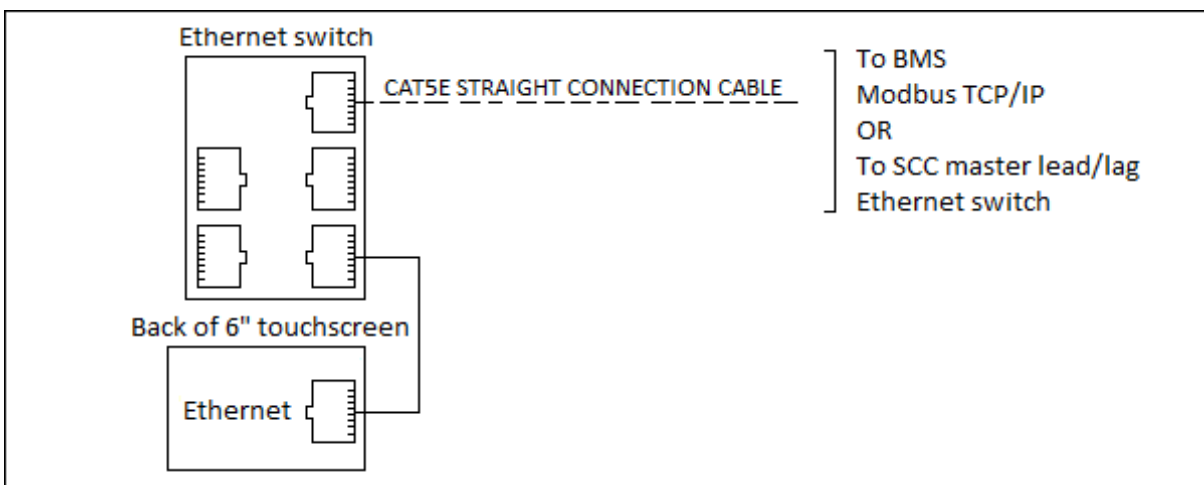 Ethernet switch
CAT5E STRAIGHT CONNECTION CABLE
To BMS
Modbus TCP/IP
OR
To SCC master lead/lag
Ethernet switch
Back of 6" touchscreen
Ethernet